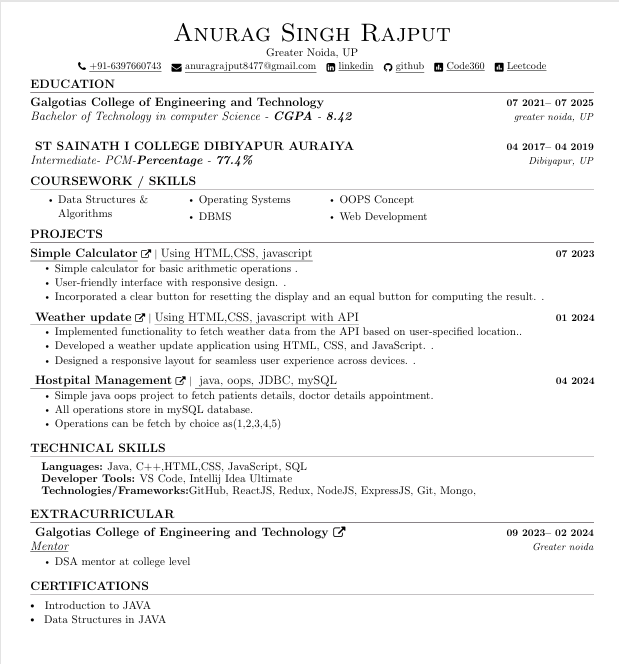 Anurag Singh Rajput
Greater Noida, UP
+91-6397660743 anuragrajput8477@gmail.com linkedin github Code360 Leetcode
EDUCATION
Galgotias College of Engineering and Technology 07 2021– 07 2025
Bachelor of Technology in computer Science - CGPA - 8.42 greater noida, UP
ST SAINATH I COLLEGE DIBIYAPUR AURAIYA 04 2017– 04 2019
Intermediate- PCM-Percentage - 77.4% Dibiyapur, UP
COURSEWORK / SKILLS
• Data Structures & • Operating Systems • OOPS Concept
Algorithms • DBMS • Web Development
PROJECTS
Simple Calculator | Using HTML,CSS, javascript 07 2023
• Simple calculator for basic arithmetic operations .
• User-friendly interface with responsive design. .
• Incorporated a clear button for resetting the display and an equal button for computing the result. .
Weather update | Using HTML,CSS, javascript with API 01 2024
• Implemented functionality to fetch weather data from the API based on user-specified location..
• Developed a weather update application using HTML, CSS, and JavaScript. .
• Designed a responsive layout for seamless user experience across devices. .
Hostpital Management | java, oops, JDBC, mySQL 04 2024
• Simple java oops project to fetch patients details, doctor details appointment.
• All operations store in mySQL database.
• Operations can be fetch by choice as(1,2,3,4,5)
TECHNICAL SKILLS
Languages: Java, C++,HTML,CSS, JavaScript, SQL
Developer Tools: VS Code, Intellij Idea Ultimate
Technologies/Frameworks:GitHub, ReactJS, Redux, NodeJS, ExpressJS, Git, Mongo,
EXTRACURRICULAR
Galgotias College of Engineering and Technology 09 2023– 02 2024
Mentor Greater noida
• DSA mentor at college level
CERTIFICATIONS
• Introduction to JAVA
• Data Structures in JAVA